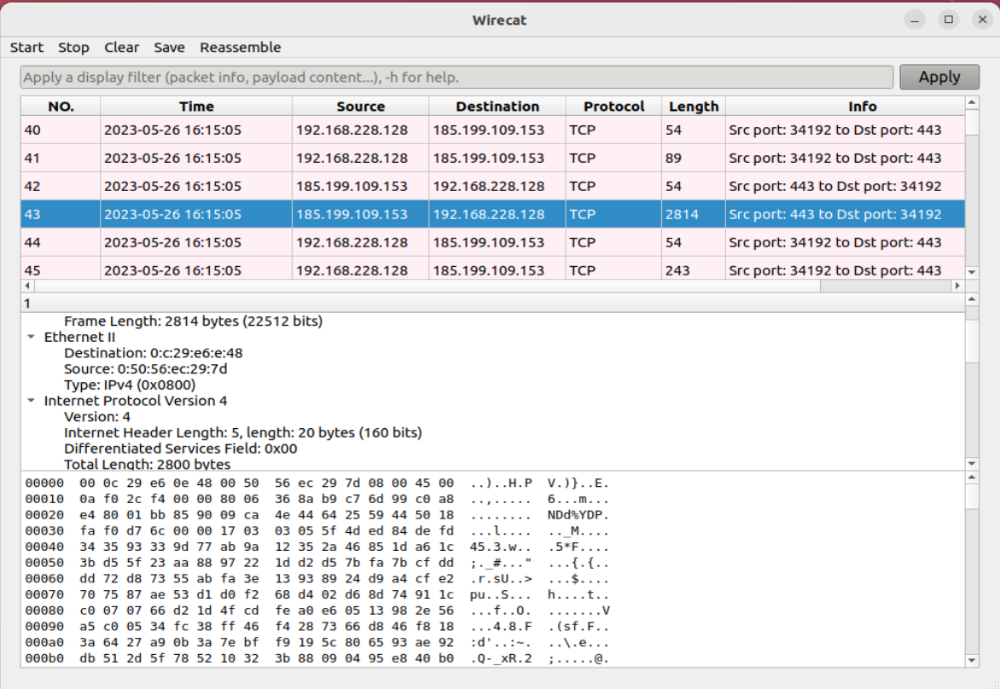 Wirecat
Start Stop Clear Save Reassemble
Apply a display filter (packet info, payload content...), -h for help. Apply
NO. Time Source Destination Protocol Length Info
40 2023-05-26 16:15:05 192.168.228.128 185.199.109.153 TCP 54 Src port: 34192 to Dst port: 443
41 2023-05-26 16:15:05 192.168.228.128 185.199.109.153 TCP 89 Src port: 34192 to Dst port: 443
42 2023-05-26 16:15:05 185.199.109.153 192.168.228.128 TCP 54 Src port: 443 to Dst port: 34192
43 2023-05-26 16:15:05 185.199.109.153 192.168.228.128 TCP 2814 Src port: 443 to Dst port: 34192
44 2023-05-26 16:15:05 192.168.228.128 185.199.109.153 TCP 54 Src port: 34192 to Dst port: 443
45 2023-05-26 16:15:05 192.168.228.128 185.199.109.153 TCP 243 Src port: 34192 to Dst port: 443
1
Frame Length: 2814 bytes (22512 bits)
Ethernet II
Destination: 0:c:29:e6:e:48
Source: 0:50:56:ec:29:7d
Type: IPv4 (0x0800)
Internet Protocol Version 4
Version: 4
Internet Header Length: 5, length: 20 bytes (160 bits)
Differentiated Services Field: 0x00
Total Length: 2800 bytes
00000 00 0c 29 e6 0e 48 00 50 56 ec 29 7d 08 00 45 00 ..)..H.P V.)}..E.
00010 0a f0 2c f4 00 00 80 06 36 8a b9 c7 6d 99 c0 a8 ..,..... 6...m...
00020 e4 80 01 bb 85 90 09 ca 4e 44 64 25 59 44 50 18 ........ NDd%YDP.
00030 fa f0 d7 6c 00 00 17 03 03 05 5f 4d ed 84 de fd ...l.... .._M....
00040 34 35 93 33 9d 77 ab 9a 12 35 2a 46 85 1d a6 1c 45.3.w.. .5*F....
00050 3b d5 5f 23 aa 88 97 22 1d d2 d5 7b fa 7b cf dd ;._#..." ...{.{..
00060 dd 72 d8 73 55 ab fa 3e 13 93 89 24 d9 a4 cf e2 .r.sU..> ...$....
00070 70 75 87 ae 53 d1 d0 f2 68 d4 02 d6 8d 74 91 1c pu..S... h....t..
00080 c0 07 07 66 d2 1d 4f cd fe a0 e6 05 13 98 2e 56 ...f..O. .......V
00090 a5 c0 05 34 fc 38 ff 46 f4 28 73 66 d8 46 f8 18 ...4.8.F .(sf.F..
000a0 3a 64 27 a9 0b 3a 7e bf f9 19 5c 80 65 93 ae 92 :d'..:~. ..\.e...
000b0 db 51 2d 5f 78 52 10 32 3b 88 09 04 95 e8 40 b0 .Q-_xR.2 ;.....@.